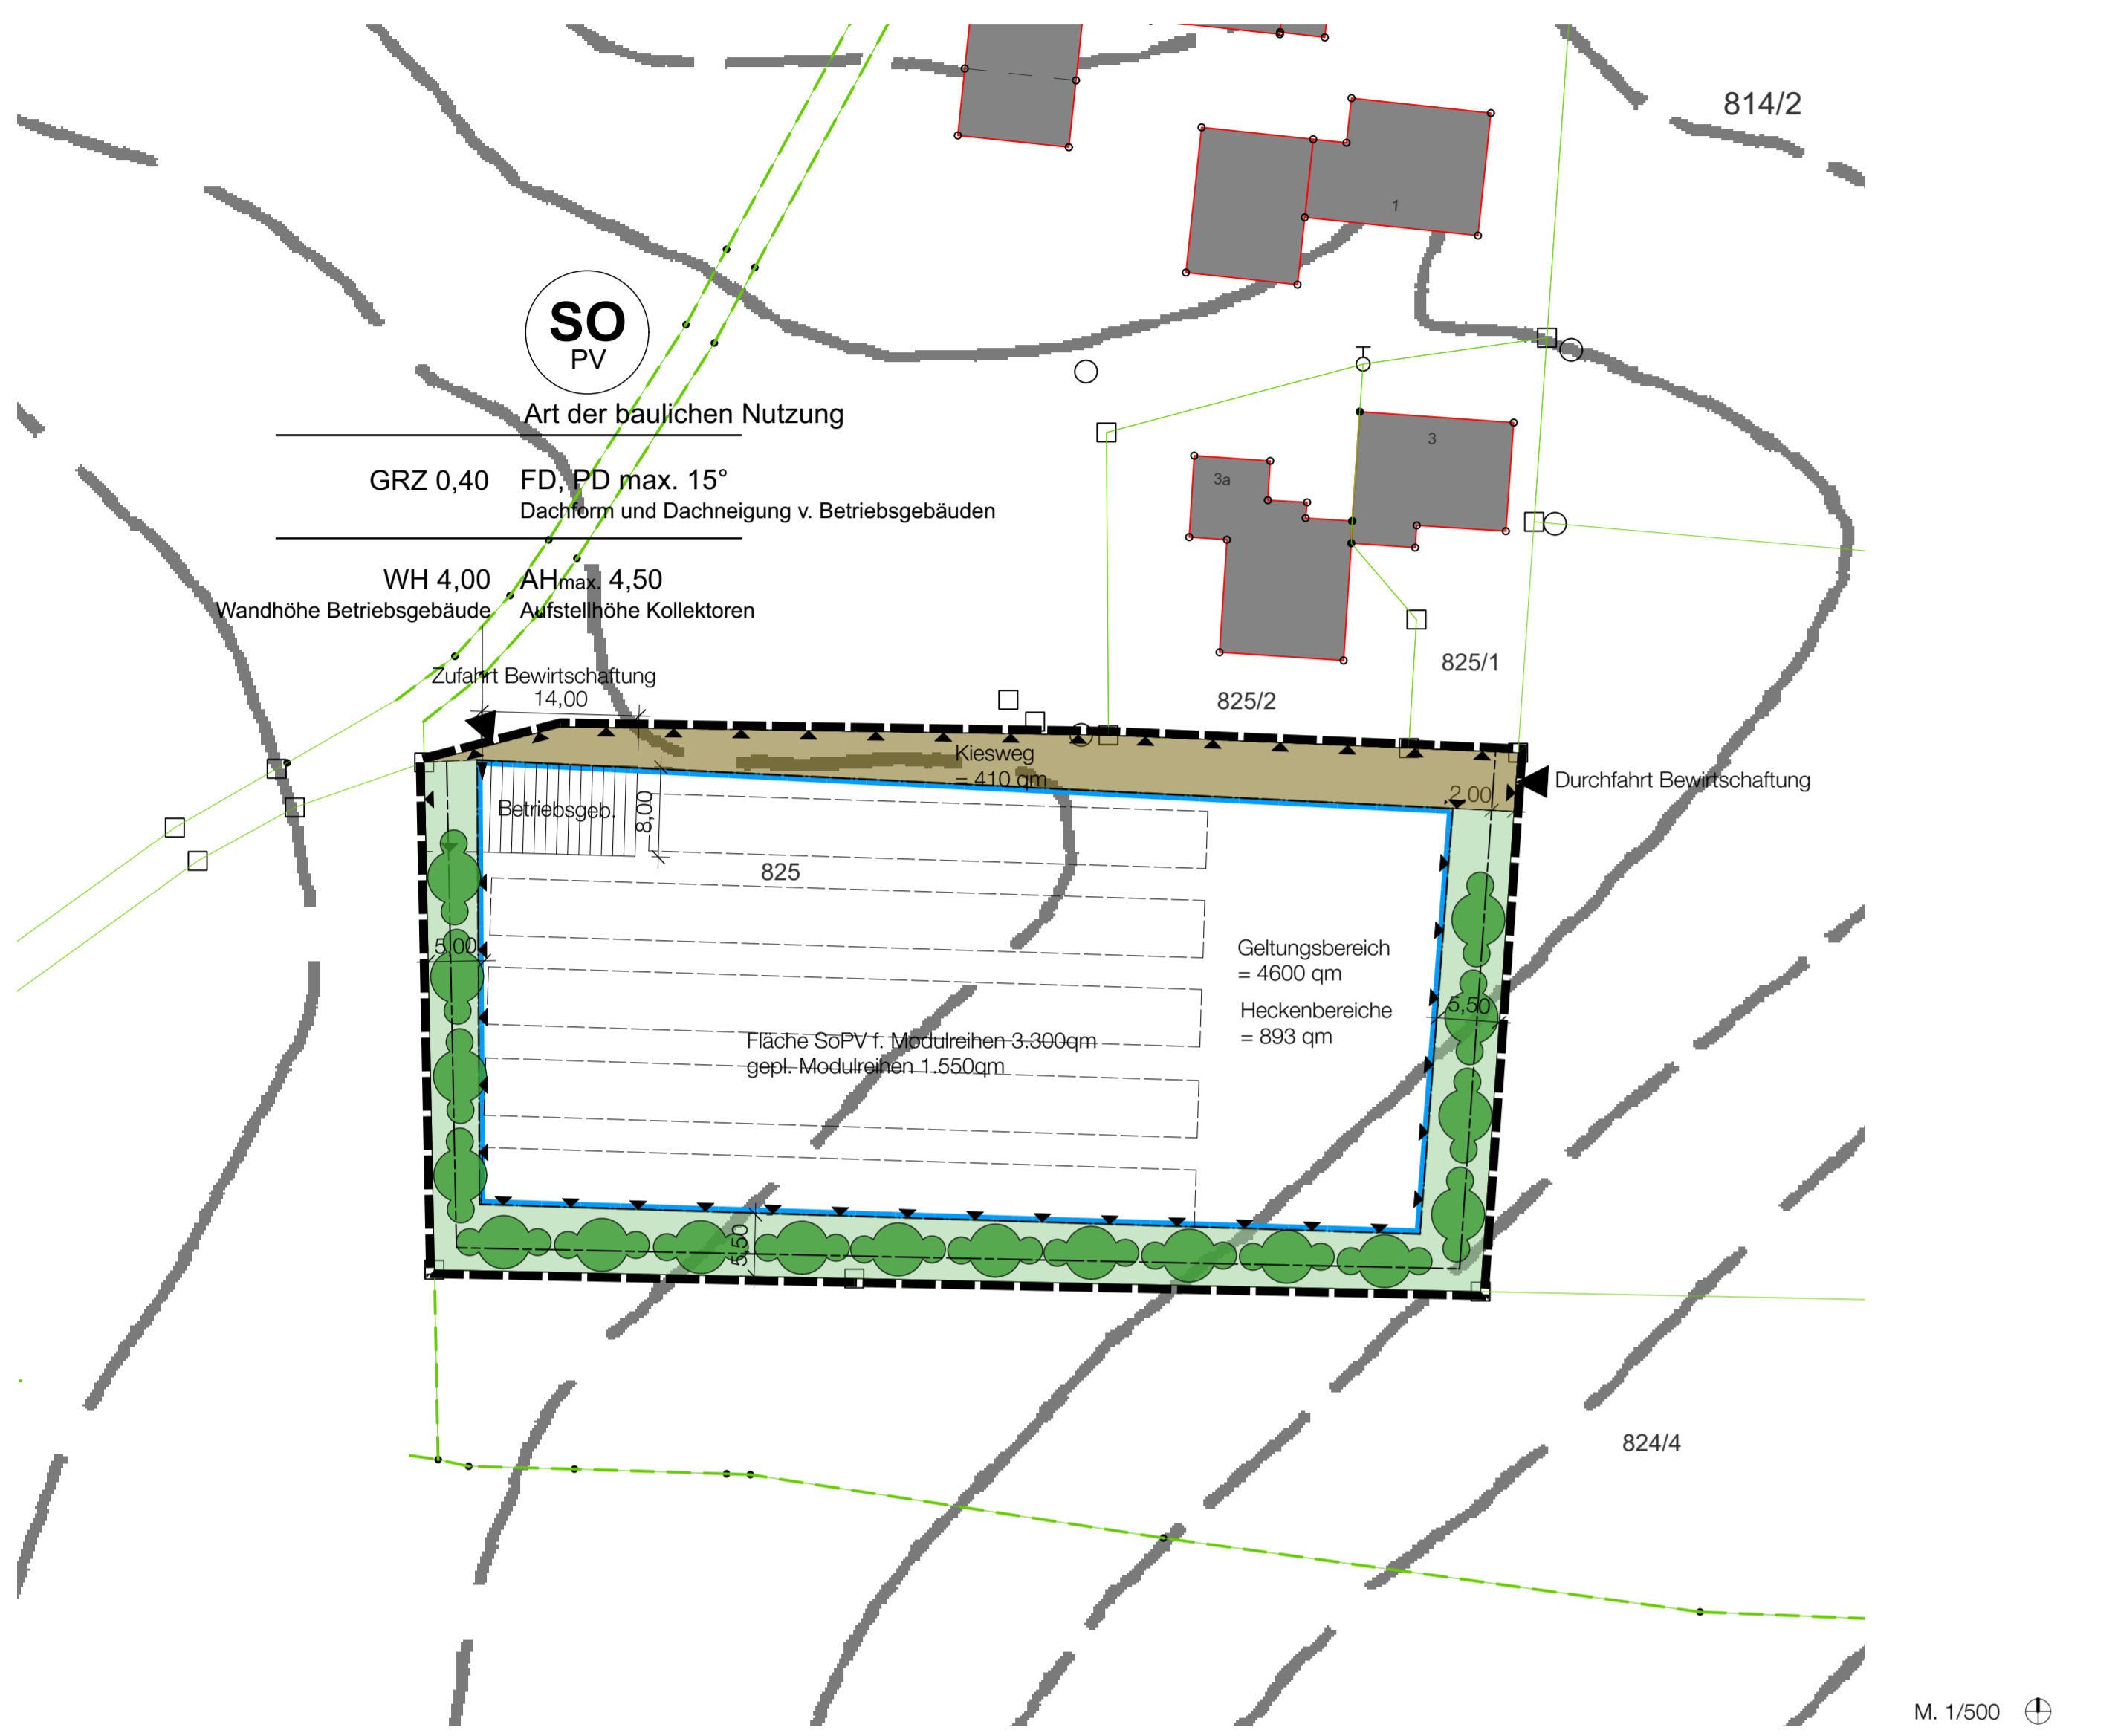 814/2
1
SO
PV
Art der baulichen Nutzung
3
3a
GRZ 0,40 FD, PD max. 15°
Dachform und Dachneigung v. Betriebsgebäuden
WH 4,00 AHmax. 4,50
Wandhöhe Betriebsgebäude Aufstellhöhe Kollektoren
825/1
Zufahrt Bewirtschaftung
14,00
825/2
Kiesweg
= 410 qm
Durchfahrt Bewirtschaftung
2,00
Betriebsgeb.
8,00
825
5,00
Geltungsbereich
= 4600 qm
Heckenbereiche
= 893 qm
5,50
Fläche SoPV f. Modulreihen 3.300qm
gepl. Modulreihen 1.550qm
5,50
824/4
M. 1/500